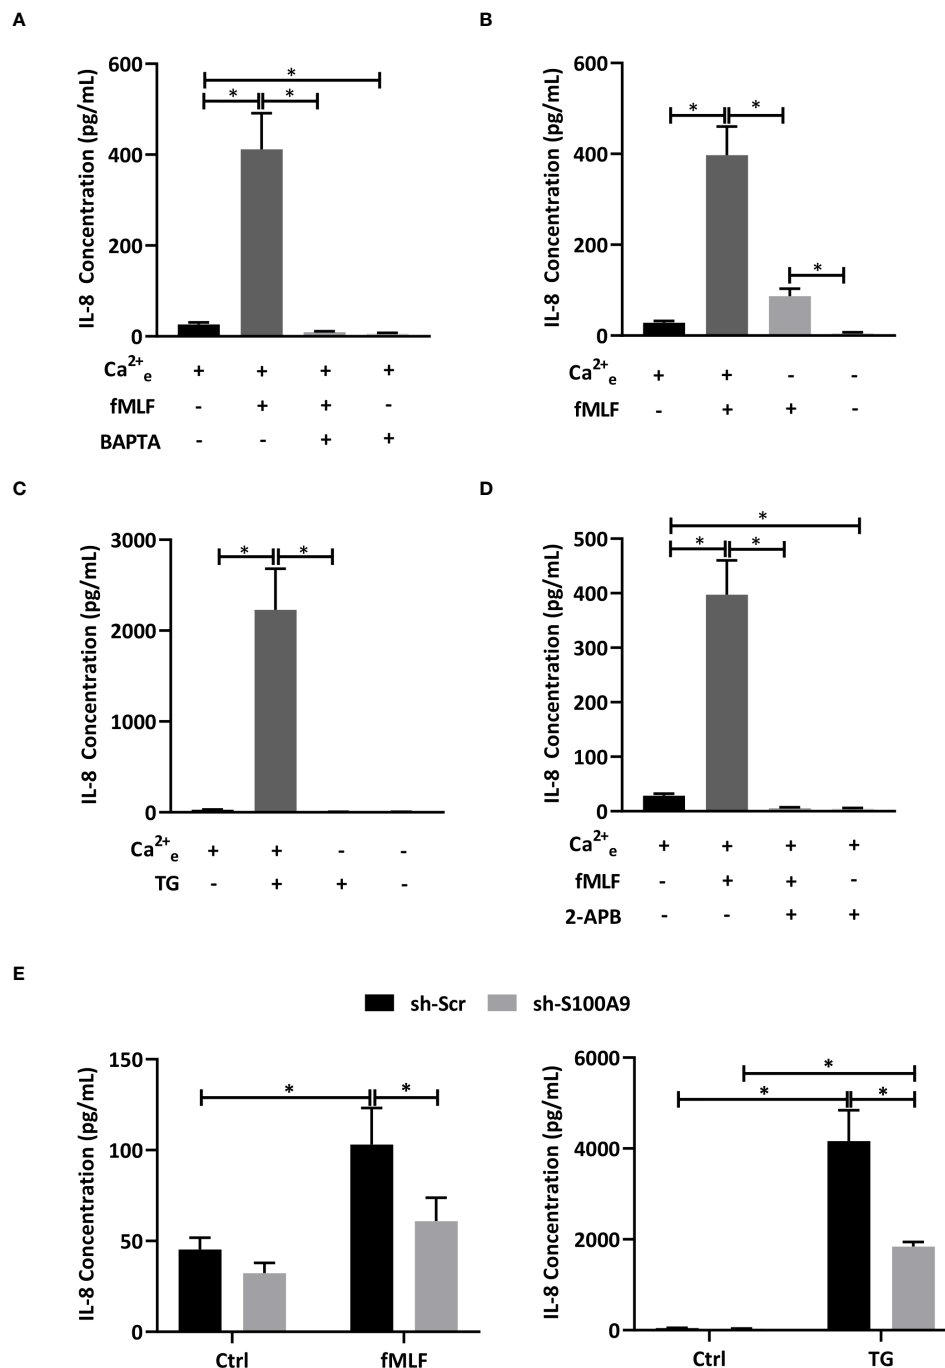 A
IL-8 Concentration (pg/mL)
600
400
200
0
* 
* *
Ca2+e + + + +
fMLF - + + -
BAPTA - - + +
B
IL-8 Concentration (pg/mL)
600
400
200
0
* *
*
Ca2+e + + - -
fMLF - + + -
C
IL-8 Concentration (pg/mL)
3000
2000
1000
0
* *
Ca2+e + + - -
TG - + + -
D
IL-8 Concentration (pg/mL)
500
400
300
200
100
0
*
* *
Ca2+e + + + +
fMLF - + + -
2-APB - - + +
E
sh-Scr sh-S100A9
IL-8 Concentration (pg/mL)
150
100
50
0
* *
Ctrl fMLF
IL-8 Concentration (pg/mL)
6000
4000
2000
0
*
* *
Ctrl TG